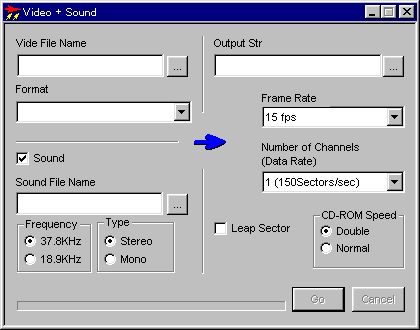 Video + Sound
Vide File Name
...
Format
Sound
Sound File Name
...
Frequency
37.8KHz
18.9KHz
Type
Stereo
Mono
Output Str
...
Frame Rate
15 fps
Number of Channels
(Data Rate)
1 (150Sectors/sec)
Leap Sector
CD-ROM Speed
Double
Normal
Go
Cancel